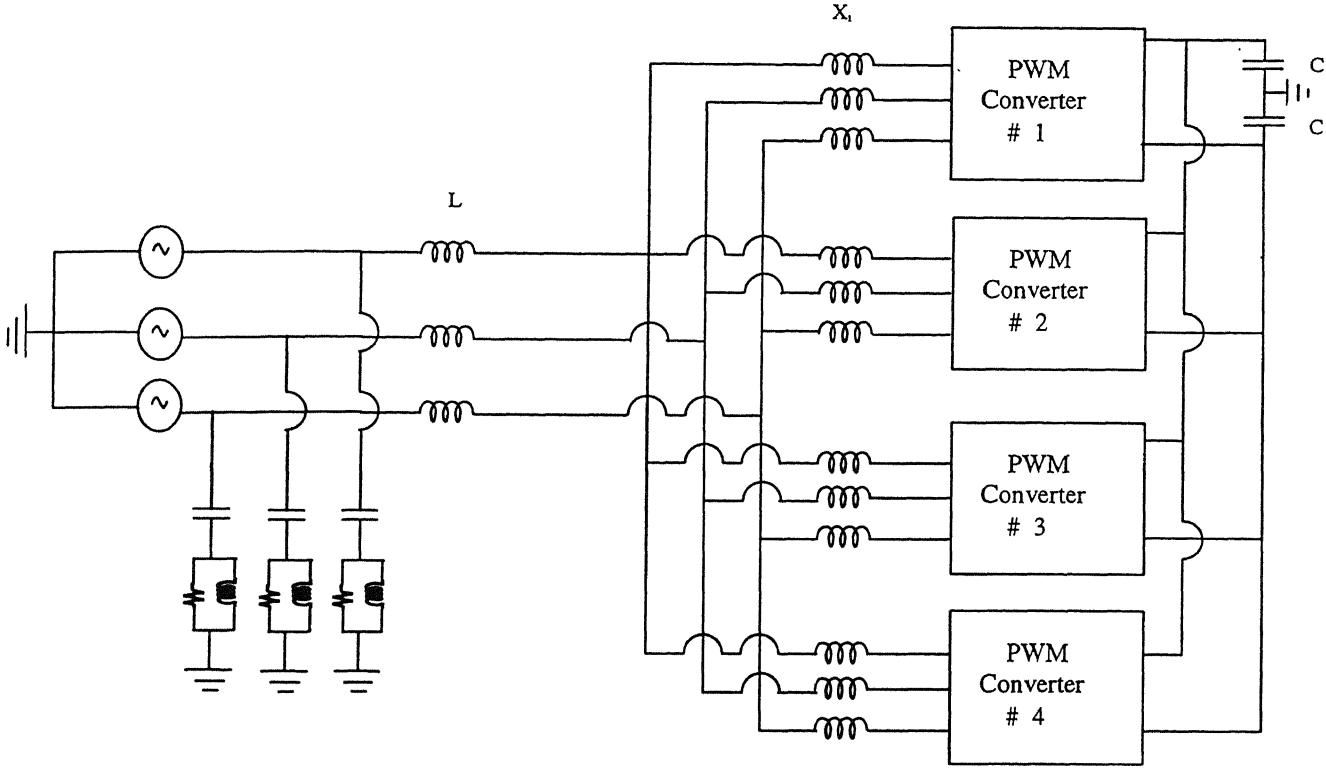 X₁
PWM
Converter
# 1
C
C
L
PWM
Converter
# 2
PWM
Converter
# 3
PWM
Converter
# 4